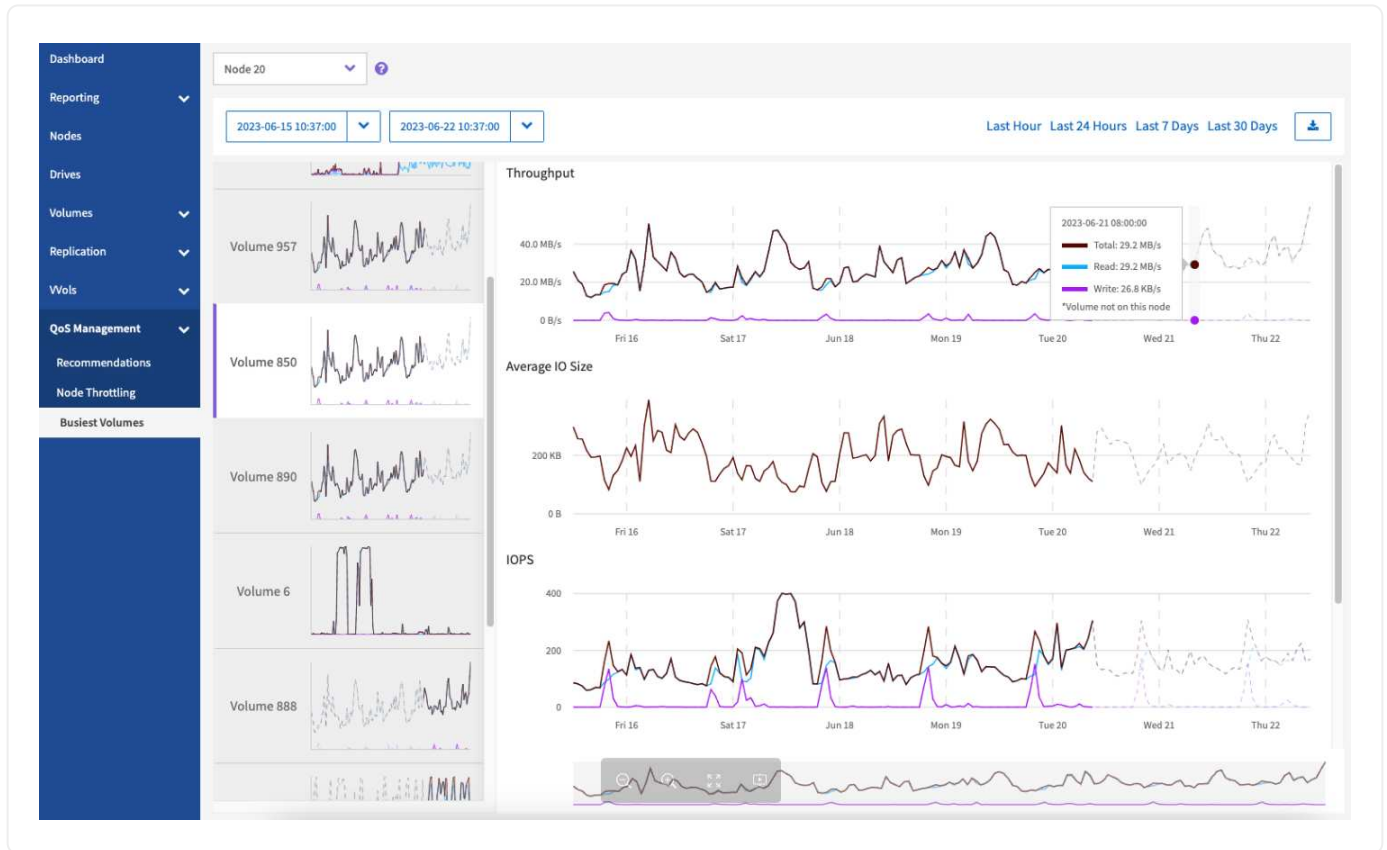 Dashboard
Reporting
Nodes
Drives
Volumes
Replication
VVols
QoS Management
Recommendations
Node Throttling
Busiest Volumes
Node 20
?
2023-06-15 10:37:00
2023-06-22 10:37:00
Last Hour Last 24 Hours Last 7 Days Last 30 Days
Volume 957
Volume 850
Volume 890
Volume 6
Volume 888
Throughput
40.0 MB/s
20.0 MB/s
0 B/s
2023-06-21 08:00:00
Total: 29.2 MB/s
Read: 29.2 MB/s
Write: 26.8 KB/s
*Volume not on this node
Fri 16 Sat 17 Jun 18 Mon 19 Tue 20 Wed 21 Thu 22
Average IO Size
200 KB
0 B
Fri 16 Sat 17 Jun 18 Mon 19 Tue 20 Wed 21 Thu 22
IOPS
400
200
0
Fri 16 Sat 17 Jun 18 Mon 19 Tue 20 Wed 21 Thu 22